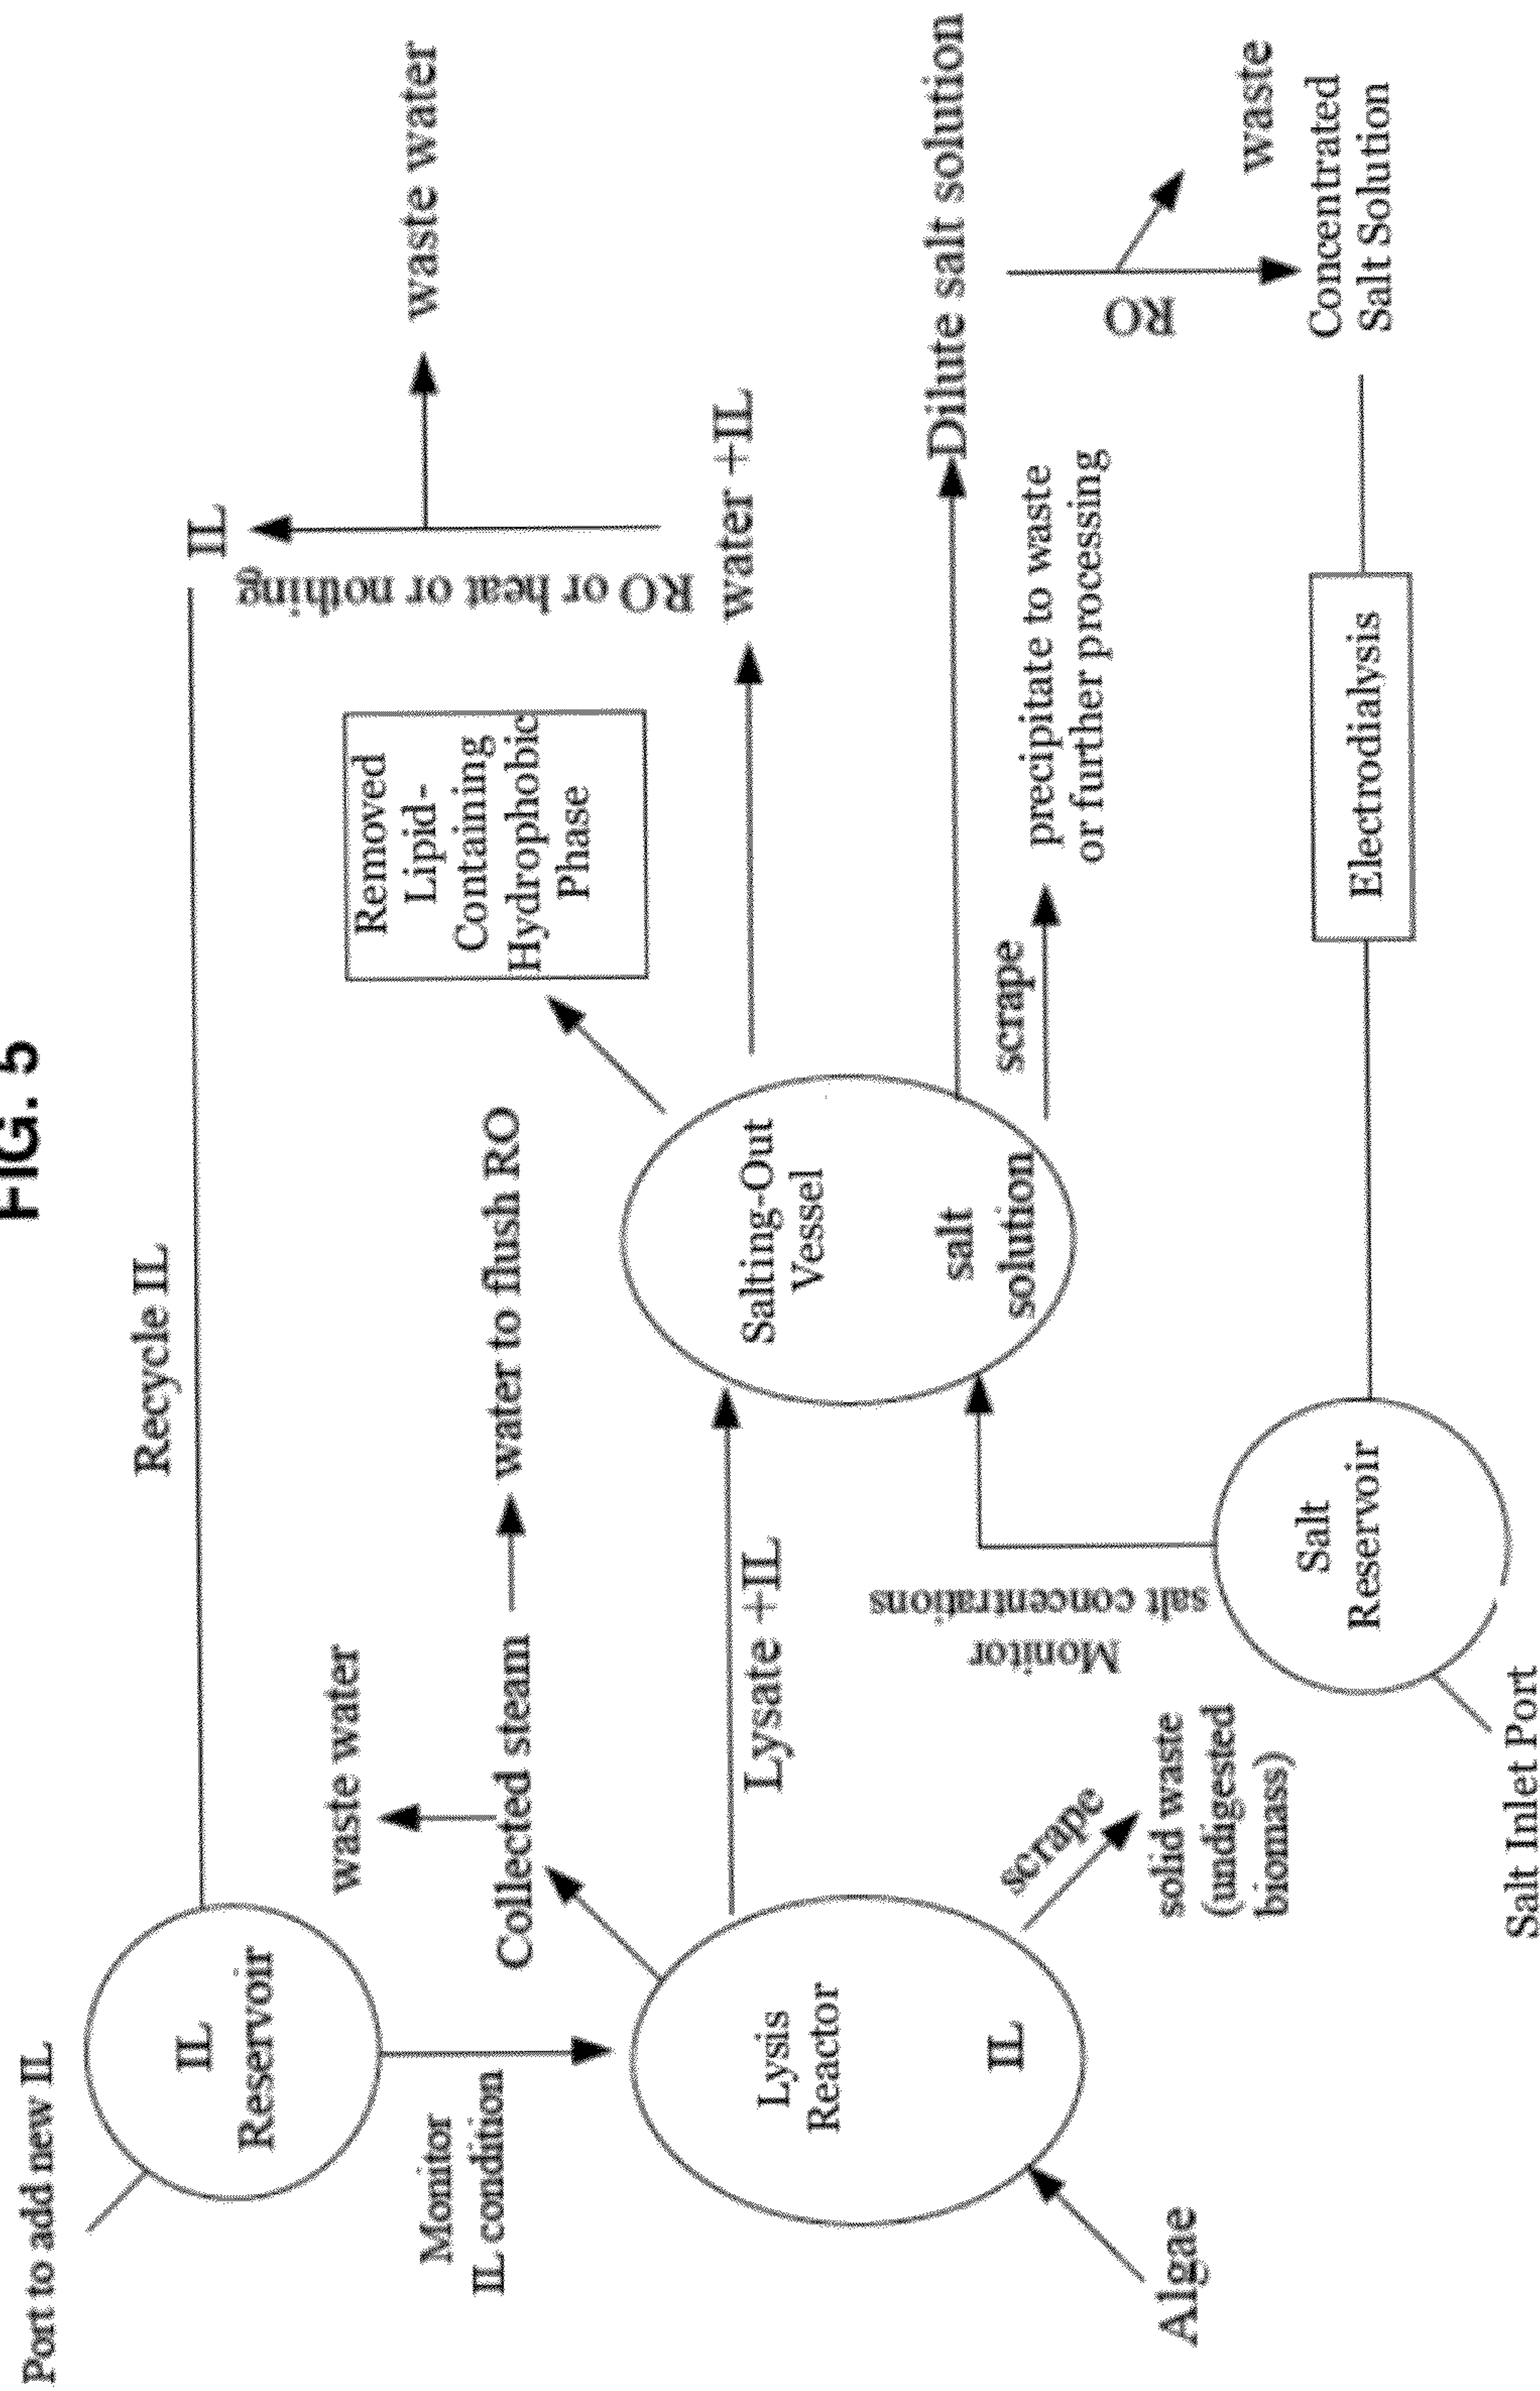 FIG. 5
Port to add new IL
IL
Reservoir
Recycle IL
IL
waste water
RO or heat or nothing
Monitor
IL condition
waste water
Collected steam
water to flush RO
Removed
Lipid-
Containing
Hydrophobic
Phase
water +IL
Lysis
Reactor
IL
Lysate +IL
Salting-Out
Vessel
salt
solution
Dilute salt solution
scrape
precipitate to waste
or further processing
RO
waste
Algae
scrape
solid waste
(undigested
biomass)
Monitor
salt concentrations
Salt
Reservoir
Salt Inlet Port
Electrodialysis
Concentrated
Salt Solution